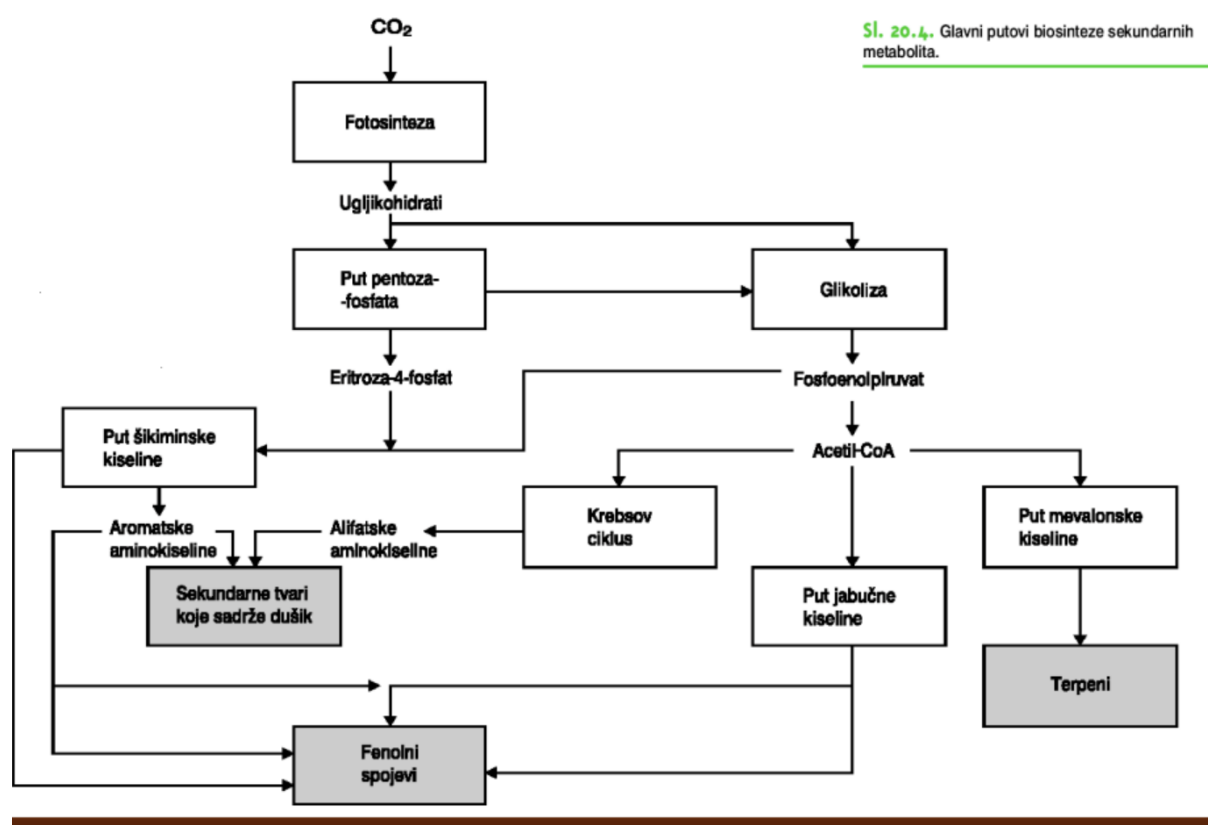 CO₂
Sl. 20.4. Glavni putovi biosinteze sekundarnih
metabolita.
Fotosinteza
Ugljikohidrati
Put pentoza-
-fosfata
Glikoliza
Eritroza-4-fosfat
Fosfoenolpiruvat
Put šikiminske
kiseline
Acetil-CoA
Aromatske
aminokiseline
Alifatske
aminokiseline
Krebsov
ciklus
Put mevalonske
kiseline
Sekundarne tvari
koje sadrže dušik
Put jabučne
kiseline
Terpeni
Fenolni
spojevi